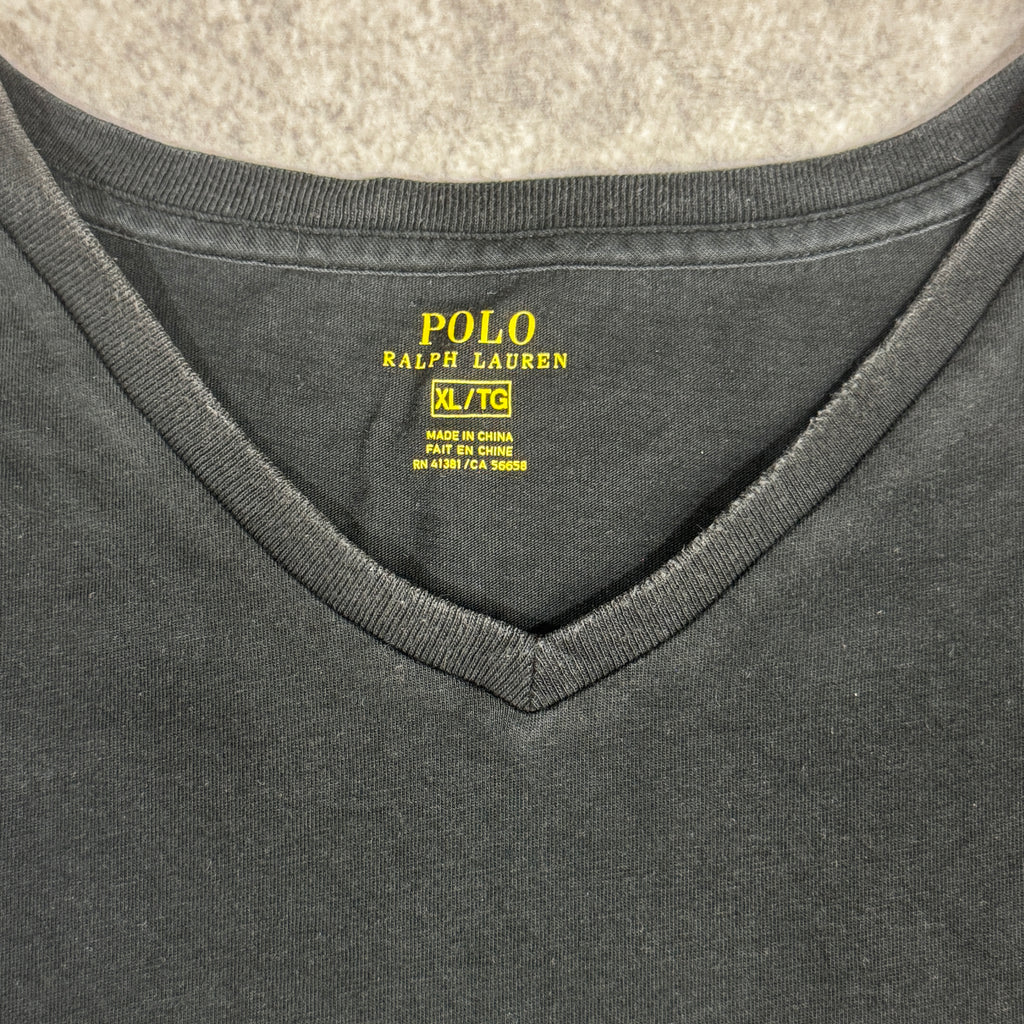 POLO
RALPH LAUREN
XL/TG
MADE IN CHINA
FAIT EN CHINE
RN 41381/CA 56658